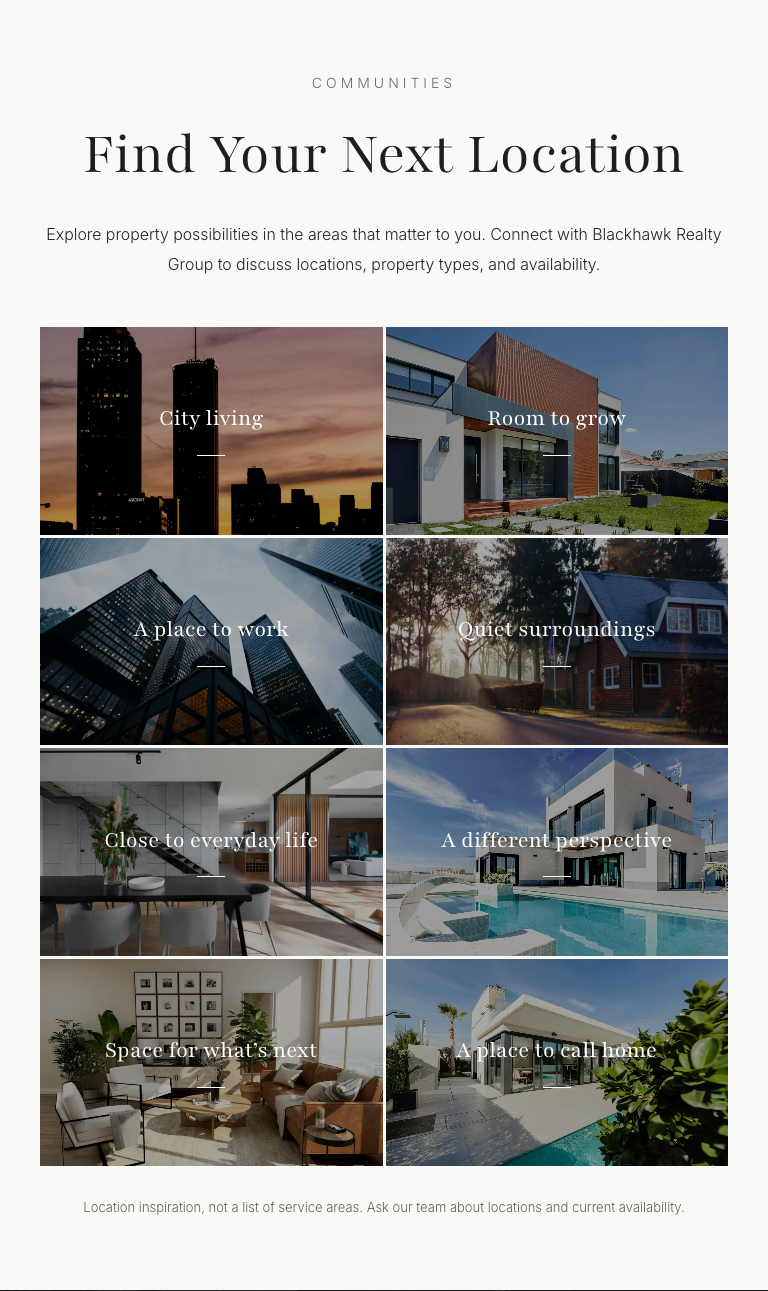 COMMUNITIES
Find Your Next Location
Explore property possibilities in the areas that matter to you. Connect with Blackhawk Realty
Group to discuss locations, property types, and availability.
City living
Room to grow
ASCENT
A place to work
Quiet surroundings
Close to everyday life
A different perspective
Space for what’s next
A place to call home
Location inspiration, not a list of service areas. Ask our team about locations and current availability.